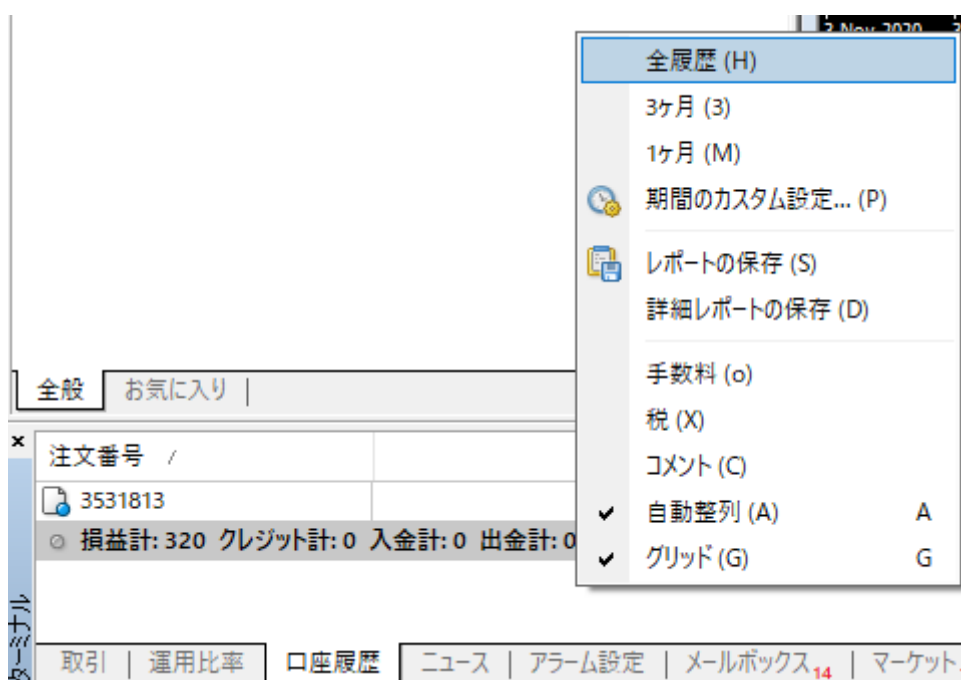 3 Nov 2020
全履歴 (H)
3ヶ月 (3)
1ヶ月 (M)
期間のカスタム設定... (P)
レポートの保存 (S)
詳細レポートの保存 (D)
手数料 (o)
税 (X)
コメント (C)
自動整列 (A) A
グリッド (G) G
全般 お気に入り
注文番号 /
3531813
損益計: 320 クレジット計: 0 入金計: 0 出金計: 0
ターミナル
取引 | 運用比率 口座履歴 ニュース | アラーム設定 | メールボックス14 | マーケット